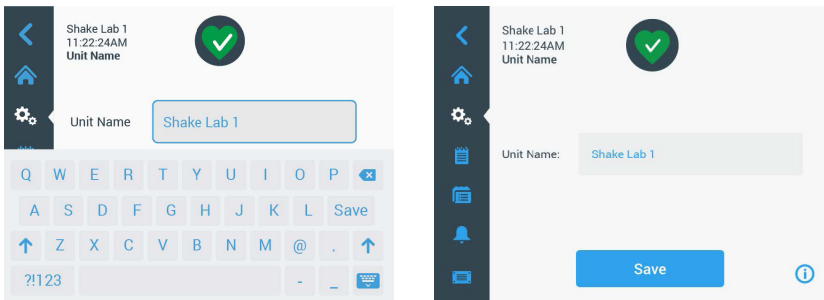 Shake Lab 1
11:22:24AM
Unit Name
Unit Name Shake Lab 1
Q W E R T Y U I O P
A S D F G H J K L Save
Z X C V B N M @ .
?!123 - _
Shake Lab 1
11:22:24AM
Unit Name
Unit Name: Shake Lab 1
Save